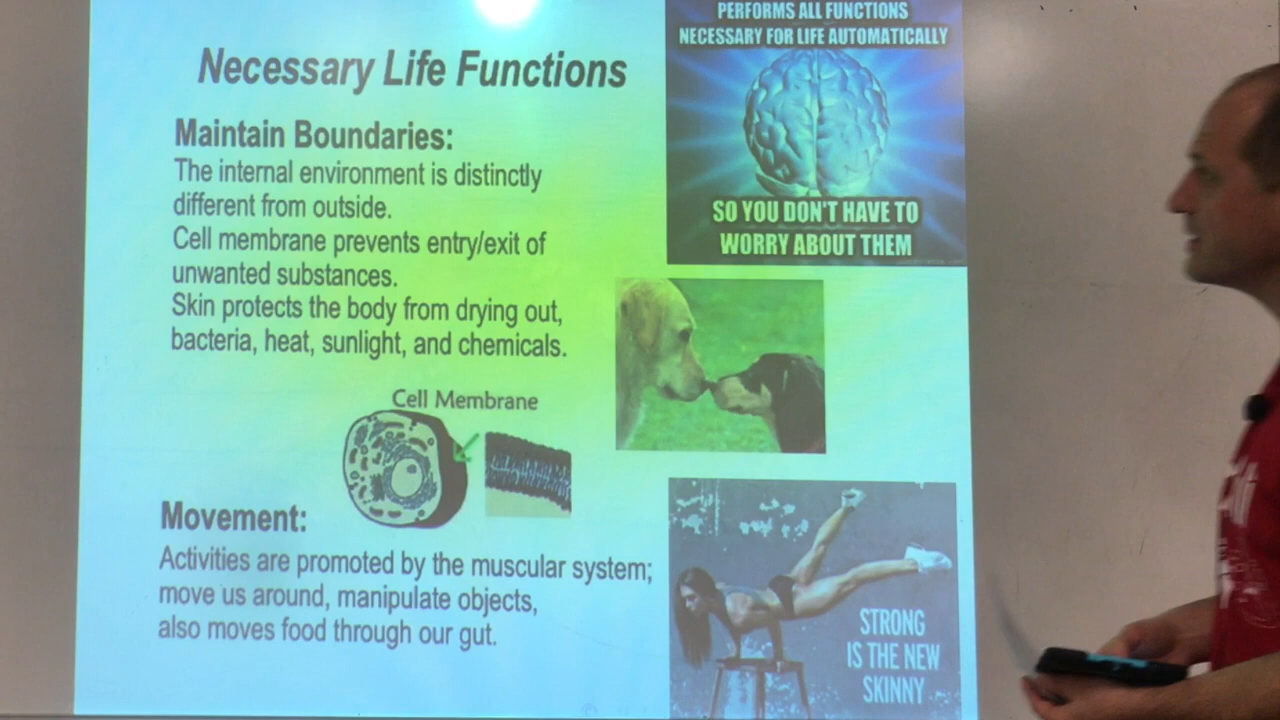 Necessary Life Functions
Maintain Boundaries:
The internal environment is distinctly
different from outside.
Cell membrane prevents entry/exit of
unwanted substances.
Skin protects the body from drying out,
bacteria, heat, sunlight, and chemicals.
Cell Membrane
Movement:
Activities are promoted by the muscular system;
move us around, manipulate objects,
also moves food through our gut.
PERFORMS ALL FUNCTIONS
NECESSARY FOR LIFE AUTOMATICALLY
SO YOU DON'T HAVE TO
WORRY ABOUT THEM
STRONG
IS THE NEW
SKINNY